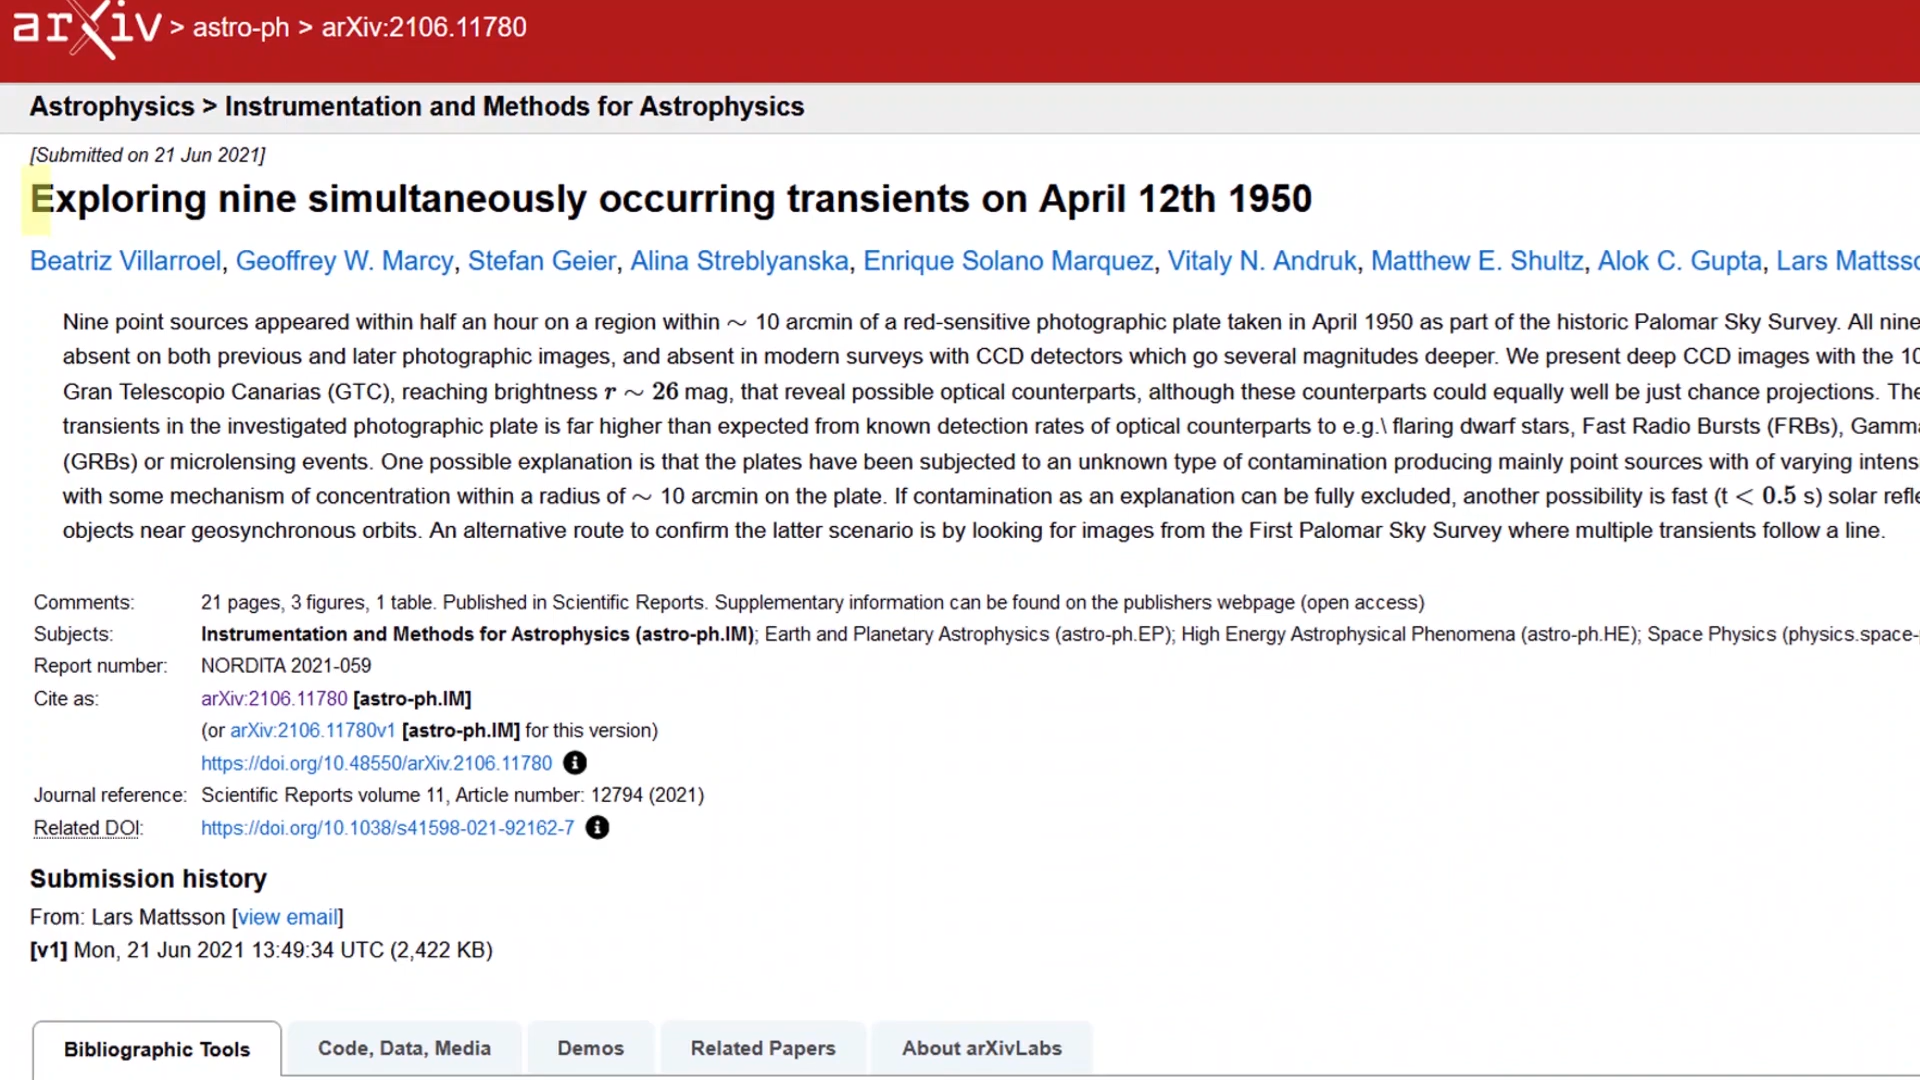 arXiv > astro-ph > arXiv:2106.11780
Astrophysics > Instrumentation and Methods for Astrophysics
[Submitted on 21 Jun 2021]
Exploring nine simultaneously occurring transients on April 12th 1950
Beatriz Villarroel, Geoffrey W. Marcy, Stefan Geier, Alina Streblyanska, Enrique Solano Marquez, Vitaly N. Andruk, Matthew E. Shultz, Alok C. Gupta, Lars
Nine point sources appeared within half an hour on a region within ∼ 10 arcmin of a red-sensitive photographic plate taken in April 1950 as part of the historic Palomar Sky Survey. All nine
absent on both previous and later photographic images, and absent in modern surveys with CCD detectors which go several magnitudes deeper. We present deep CCD images with the
Gran Telescopio Canarias (GTC), reaching brightness r ∼ 26 mag, that reveal possible optical counterparts, although these counterparts could equally well be just chance projections.
transients in the investigated photographic plate is far higher than expected from known detection rates of optical counterparts to e.g.\ flaring dwarf stars, Fast Radio Bursts (FRBs),
(GRBs) or microlensing events. One possible explanation is that the plates have been subjected to an unknown type of contamination producing mainly point sources with of varying
with some mechanism of concentration within a radius of ∼ 10 arcmin on the plate. If contamination as an explanation can be fully excluded, another possibility is fast (t < 0.5 s) solar
objects near geosynchronous orbits. An alternative route to confirm the latter scenario is by looking for images from the First Palomar Sky Survey where multiple transients follow a line.
Comments: 21 pages, 3 figures, 1 table. Published in Scientific Reports. Supplementary information can be found on the publishers webpage (open access)
Subjects: Instrumentation and Methods for Astrophysics (astro-ph.IM); Earth and Planetary Astrophysics (astro-ph.EP); High Energy Astrophysical Phenomena (astro-ph.HE); Space Physics (physics.space-
Report number: NORDITA 2021-059
Cite as: arXiv:2106.11780 [astro-ph.IM]
(or arXiv:2106.11780v1 [astro-ph.IM] for this version)
https://doi.org/10.48550/arXiv.2106.11780
Journal reference: Scientific Reports volume 11, Article number: 12794 (2021)
Related DOI: https://doi.org/10.1038/s41598-021-92162-7
Submission history
From: Lars Mattsson [view email]
[v1] Mon, 21 Jun 2021 13:49:34 UTC (2,422 KB)
Bibliographic Tools
Code, Data, Media
Demos
Related Papers
About arXivLabs